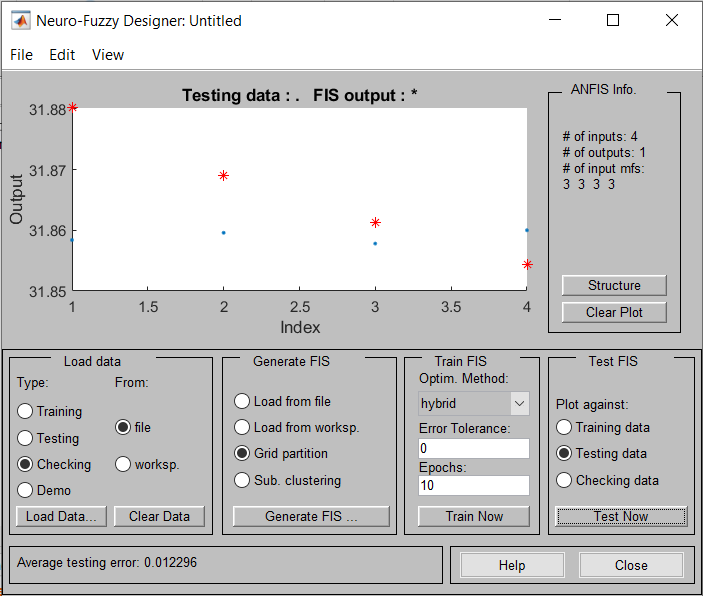 Neuro-Fuzzy Designer: Untitled
File Edit View
Testing data : . FIS output : *
31.88
31.87
31.86
31.85
Output
1 1.5 2 2.5 3 3.5 4
Index
ANFIS Info.
# of inputs: 4
# of outputs: 1
# of input mfs:
3 3 3 3
Structure
Clear Plot
Load data
Type: From:
Training
file
Testing
Checking
worksp.
Demo
Load Data... Clear Data
Generate FIS
Load from file
Load from worksp.
Grid partition
Sub. clustering
Generate FIS ...
Train FIS
Optim. Method:
hybrid
Error Tolerance:
0
Epochs:
10
Train Now
Test FIS
Plot against:
Training data
Testing data
Checking data
Test Now
Average testing error: 0.012296
Help Close